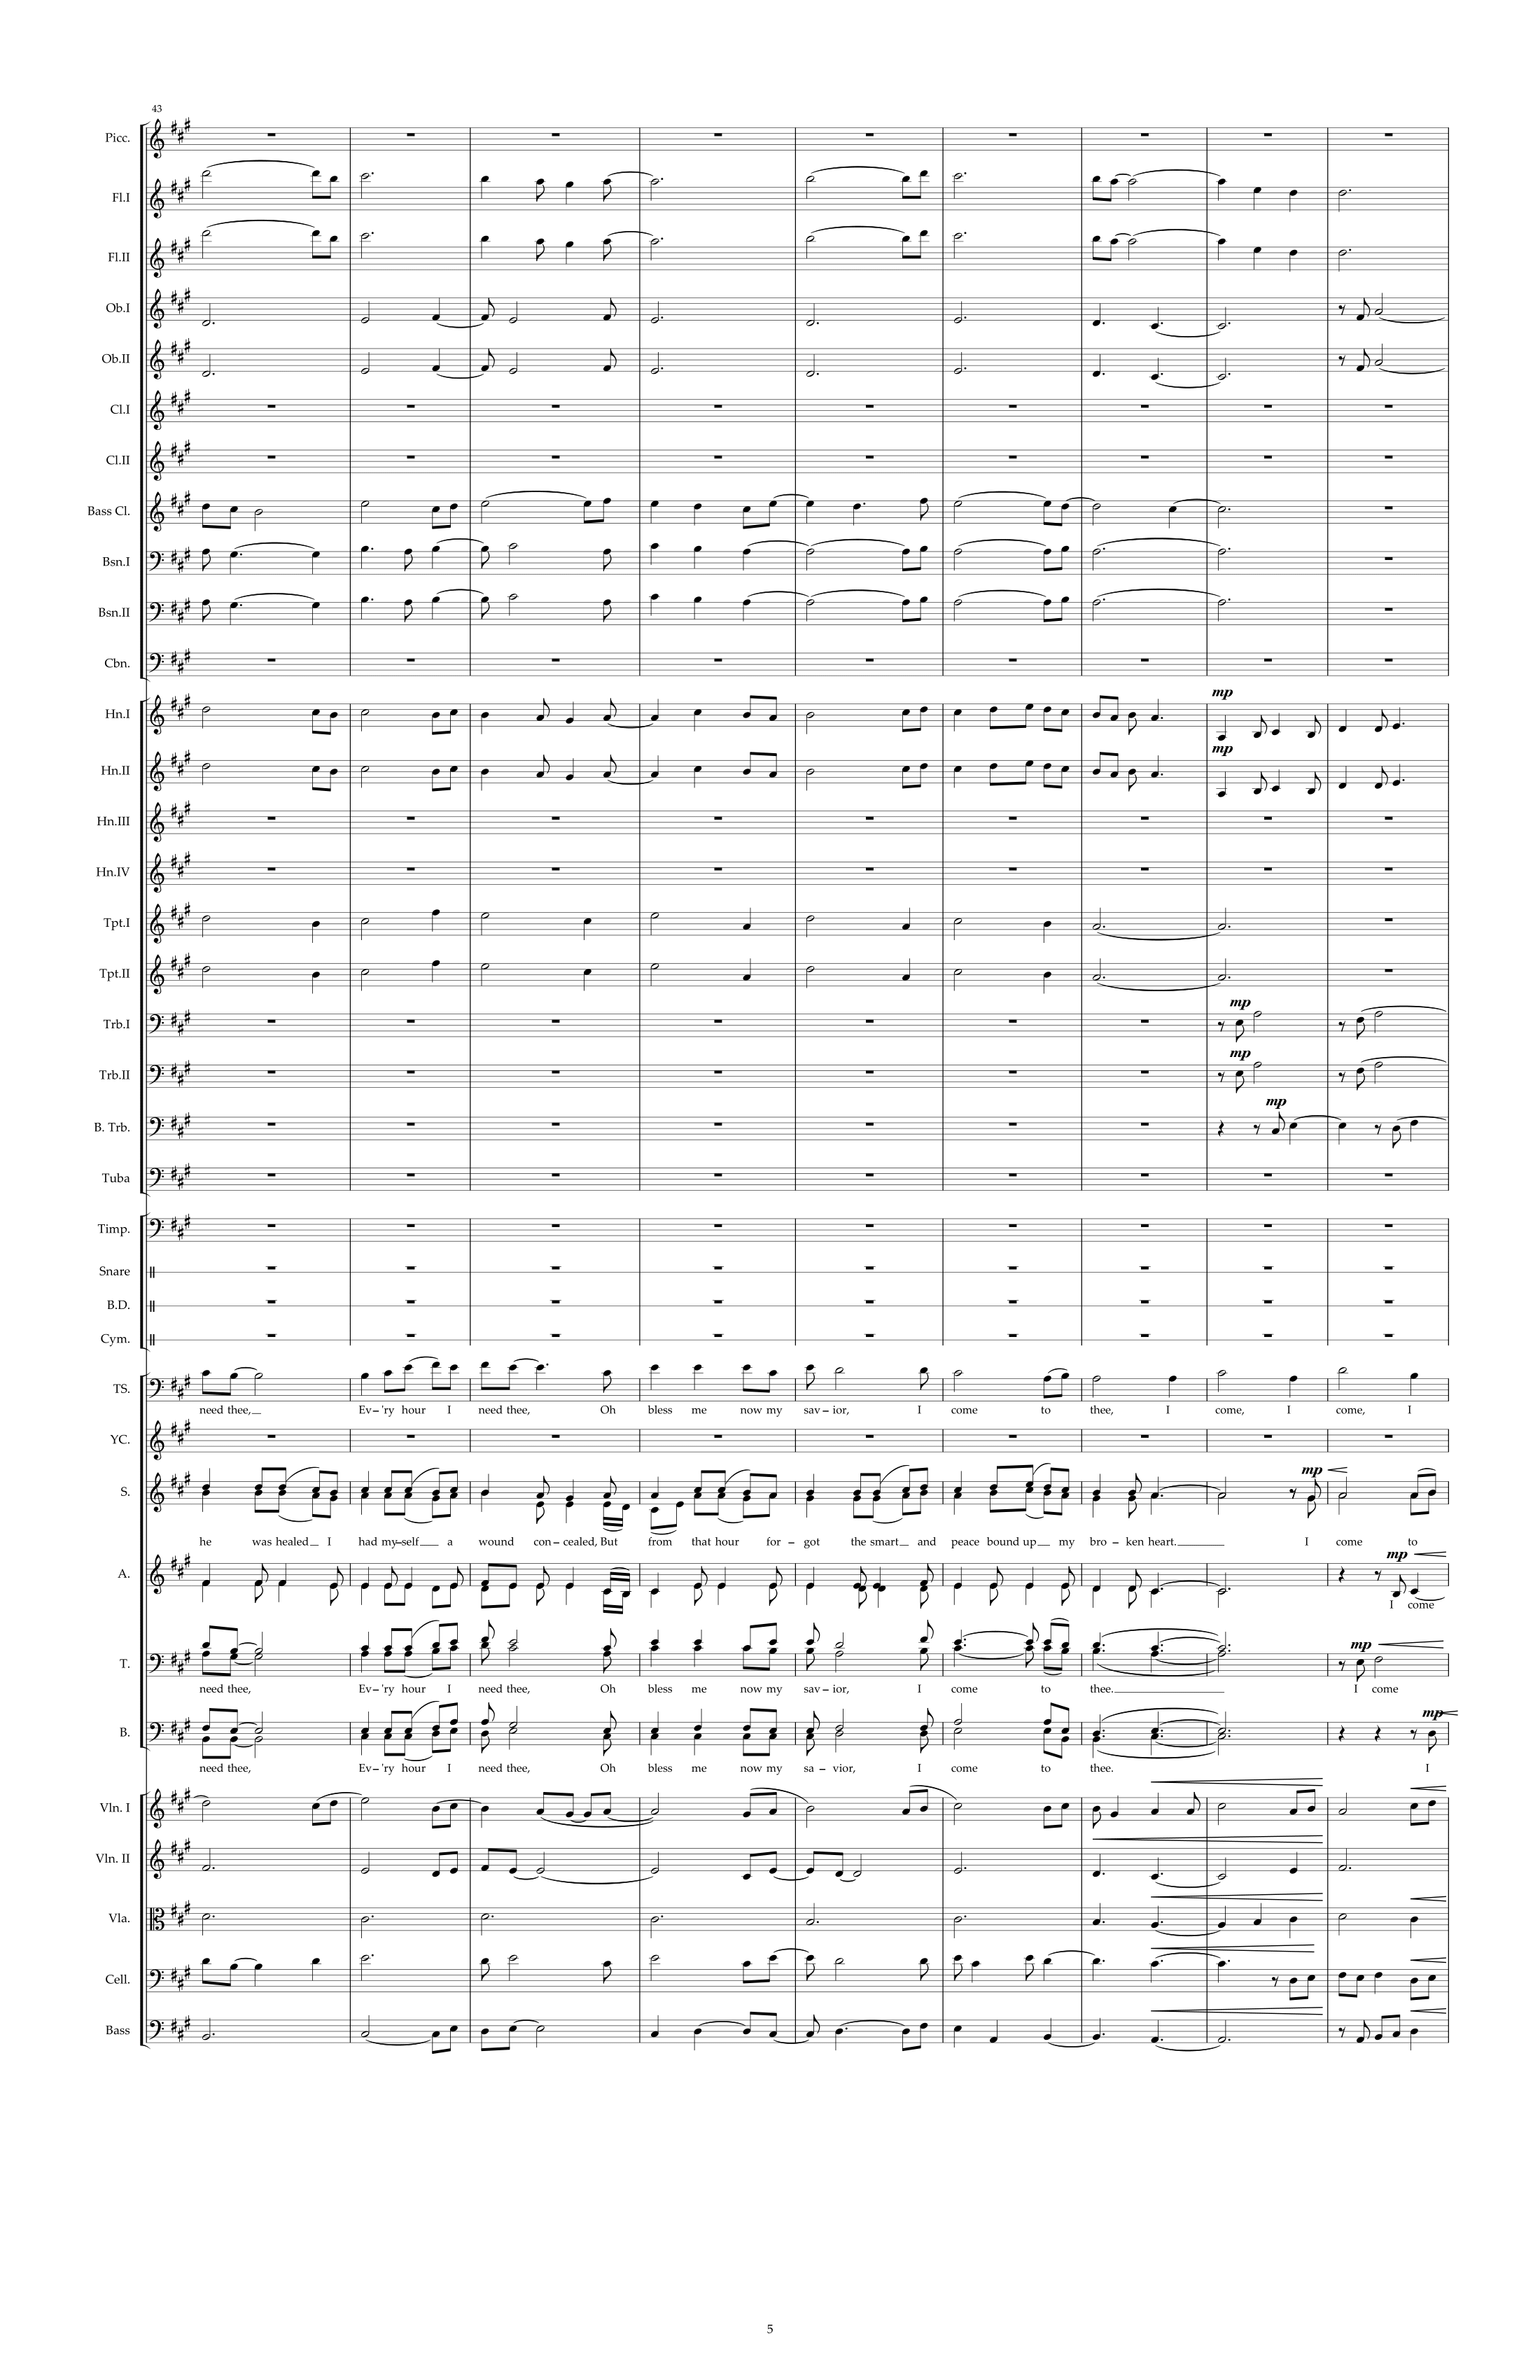 43
Picc.
Fl.I
Fl.II
Ob.I
Ob.II
Cl.I
Cl.II
Bass Cl.
Bsn.I
Bsn.II
Cbn.
mp
Hn.I
mp
Hn.II
Hn.III
Hn.IV
Tpt.I
Tpt.II
mp
Trb.I
mp
Trb.II
mp
B. Trb.
Tuba
Timp.
Snare
B.D.
Cym.
TS.
need thee, Ev-'ry hour I need thee, Oh bless me now my sav-ior, I come to thee, I come, I come, I
YC.
mp
S.
he was healed I had my-self a wound con-cealed, But from that hour for-got the smart and peace bound up my bro-ken heart. I come to
mp
A.
I come
mp
T.
need thee, Ev-'ry hour I need thee, Oh bless me now my sav-ior, I come to thee. I come
mp
B.
need thee, Ev-'ry hour I need thee, Oh bless me now my sa-vior, I come to thee. I
Vln. I
Vln. II
Vla.
Cell.
Bass
5